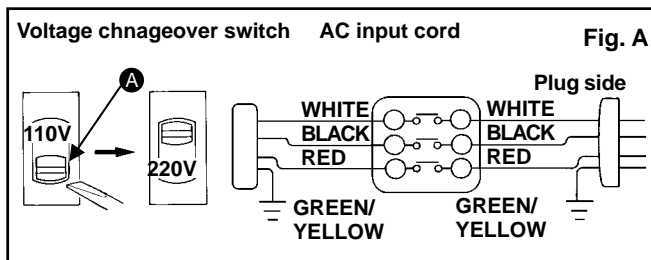 Voltage chnageover switch AC input cord Fig. A
A
Plug side
110V
220V
WHITE
BLACK
RED
GREEN/
YELLOW
WHITE
BLACK
RED
GREEN/
YELLOW